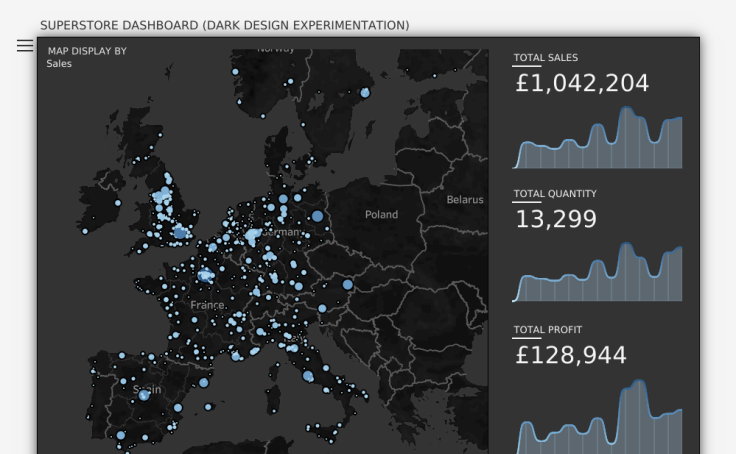 SUPERSTORE DASHBOARD (DARK DESIGN EXPERIMENTATION)
MAP DISPLAY BY
Sales
Norway
Poland
Belarus
France
Spain
TOTAL SALES
£1,042,204
TOTAL QUANTITY
13,299
TOTAL PROFIT
£128,944